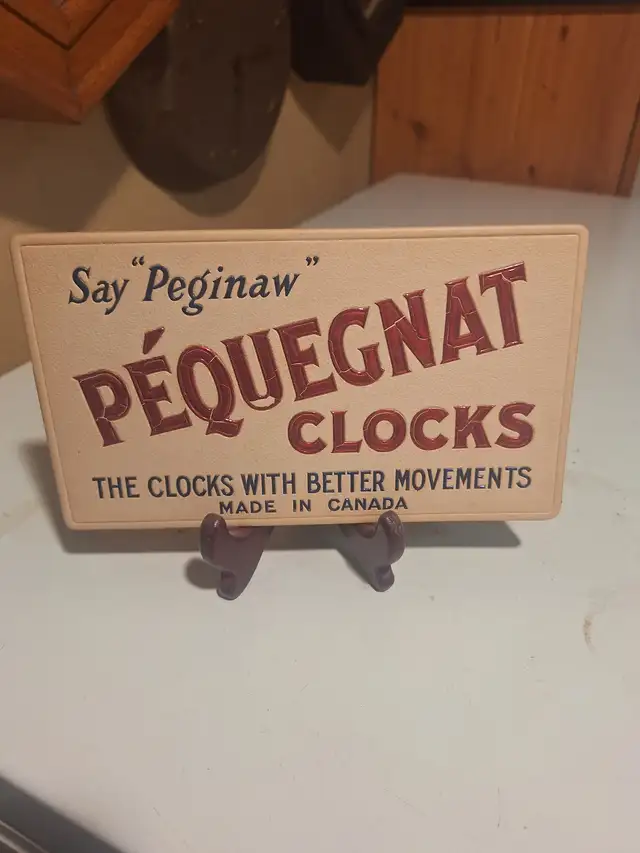 Say "Peginaw"
PÉQUEGNAT
CLOCKS
THE CLOCKS WITH BETTER MOVEMENTS
MADE IN CANADA